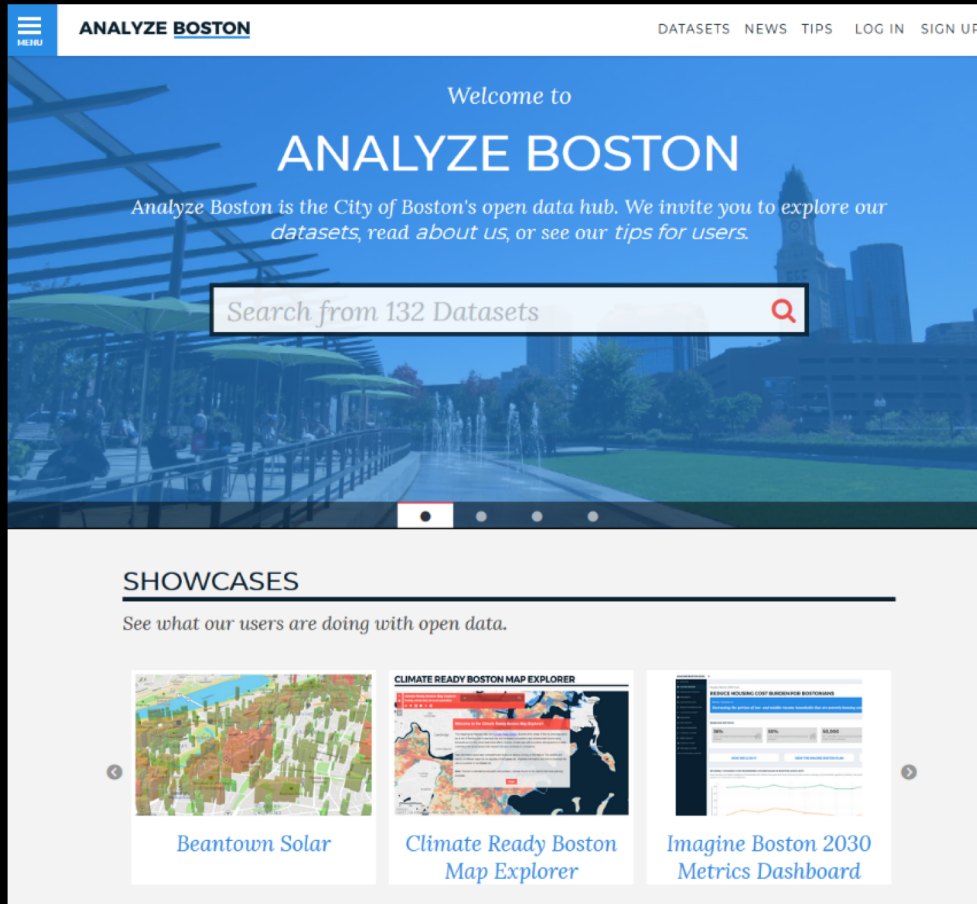 MENU
ANALYZE BOSTON
DATASETS NEWS TIPS LOG IN SIGN UP
Welcome to
ANALYZE BOSTON
Analyze Boston is the City of Boston's open data hub. We invite you to explore our
datasets, read about us, or see our tips for users.
Search from 132 Datasets
SHOWCASES
See what our users are doing with open data.
CLIMATE READY BOSTON MAP EXPLORER
REDUCE HOUSING COST BURDEN FOR BOSTONIANS
Beantown Solar
Climate Ready Boston
Map Explorer
Imagine Boston 2030
Metrics Dashboard